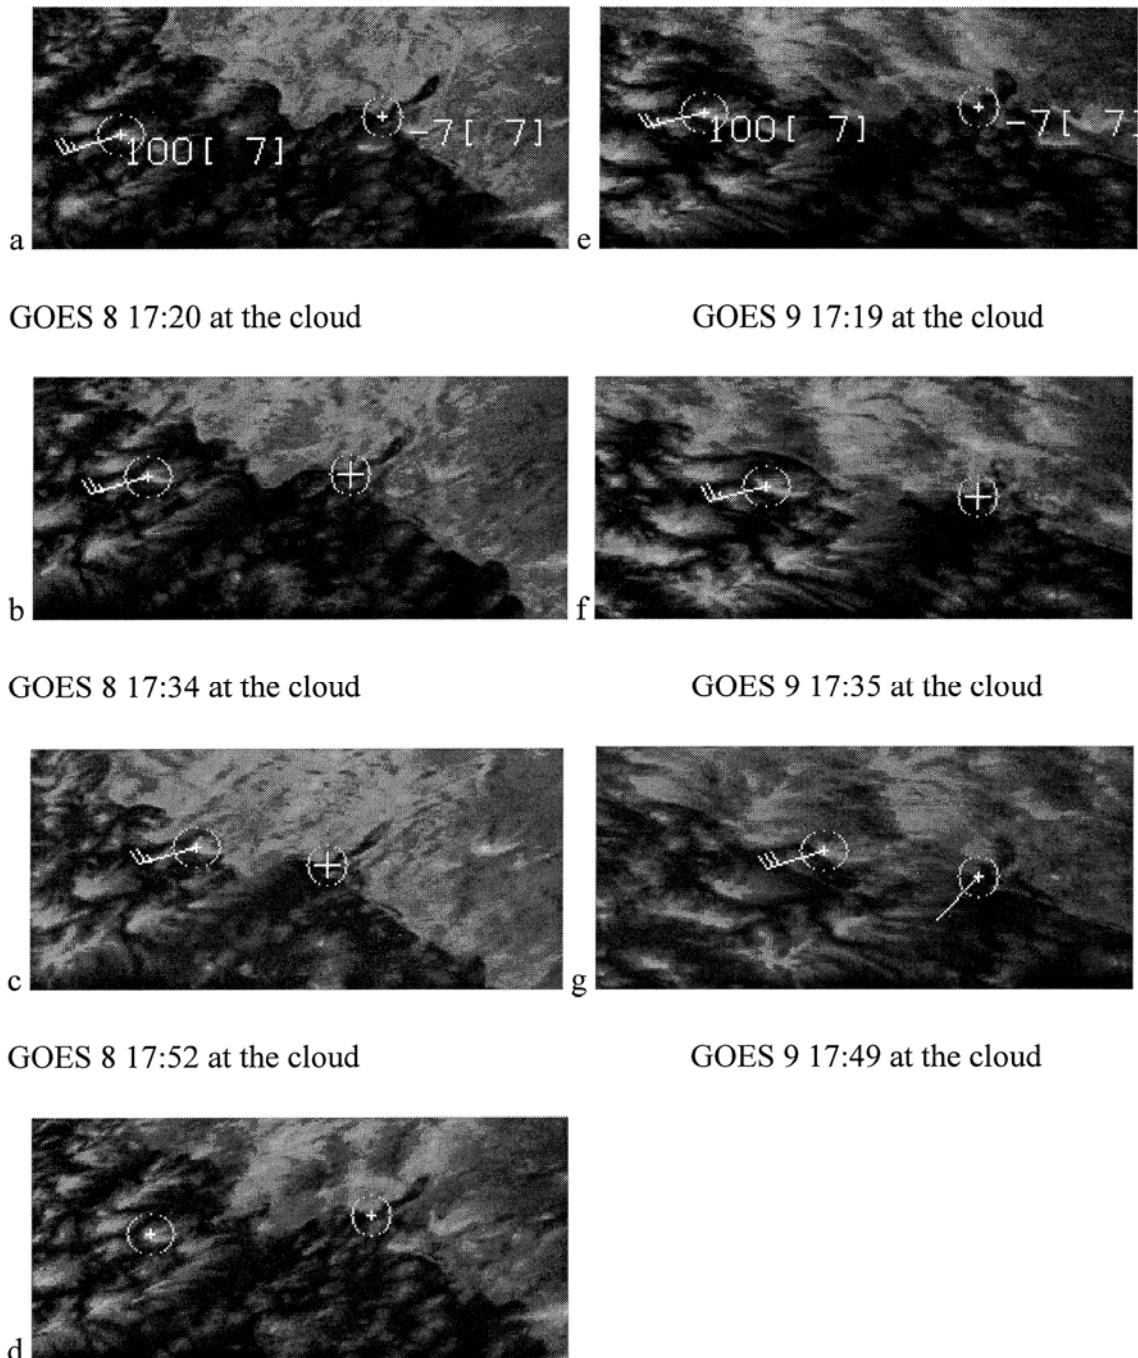 100[ 7]
-7[ 7]
a
100[ 7]
-7[ 7]
e
GOES 8 17:20 at the cloud
GOES 9 17:19 at the cloud
b
f
GOES 8 17:34 at the cloud
GOES 9 17:35 at the cloud
c
g
GOES 8 17:52 at the cloud
GOES 9 17:49 at the cloud
d